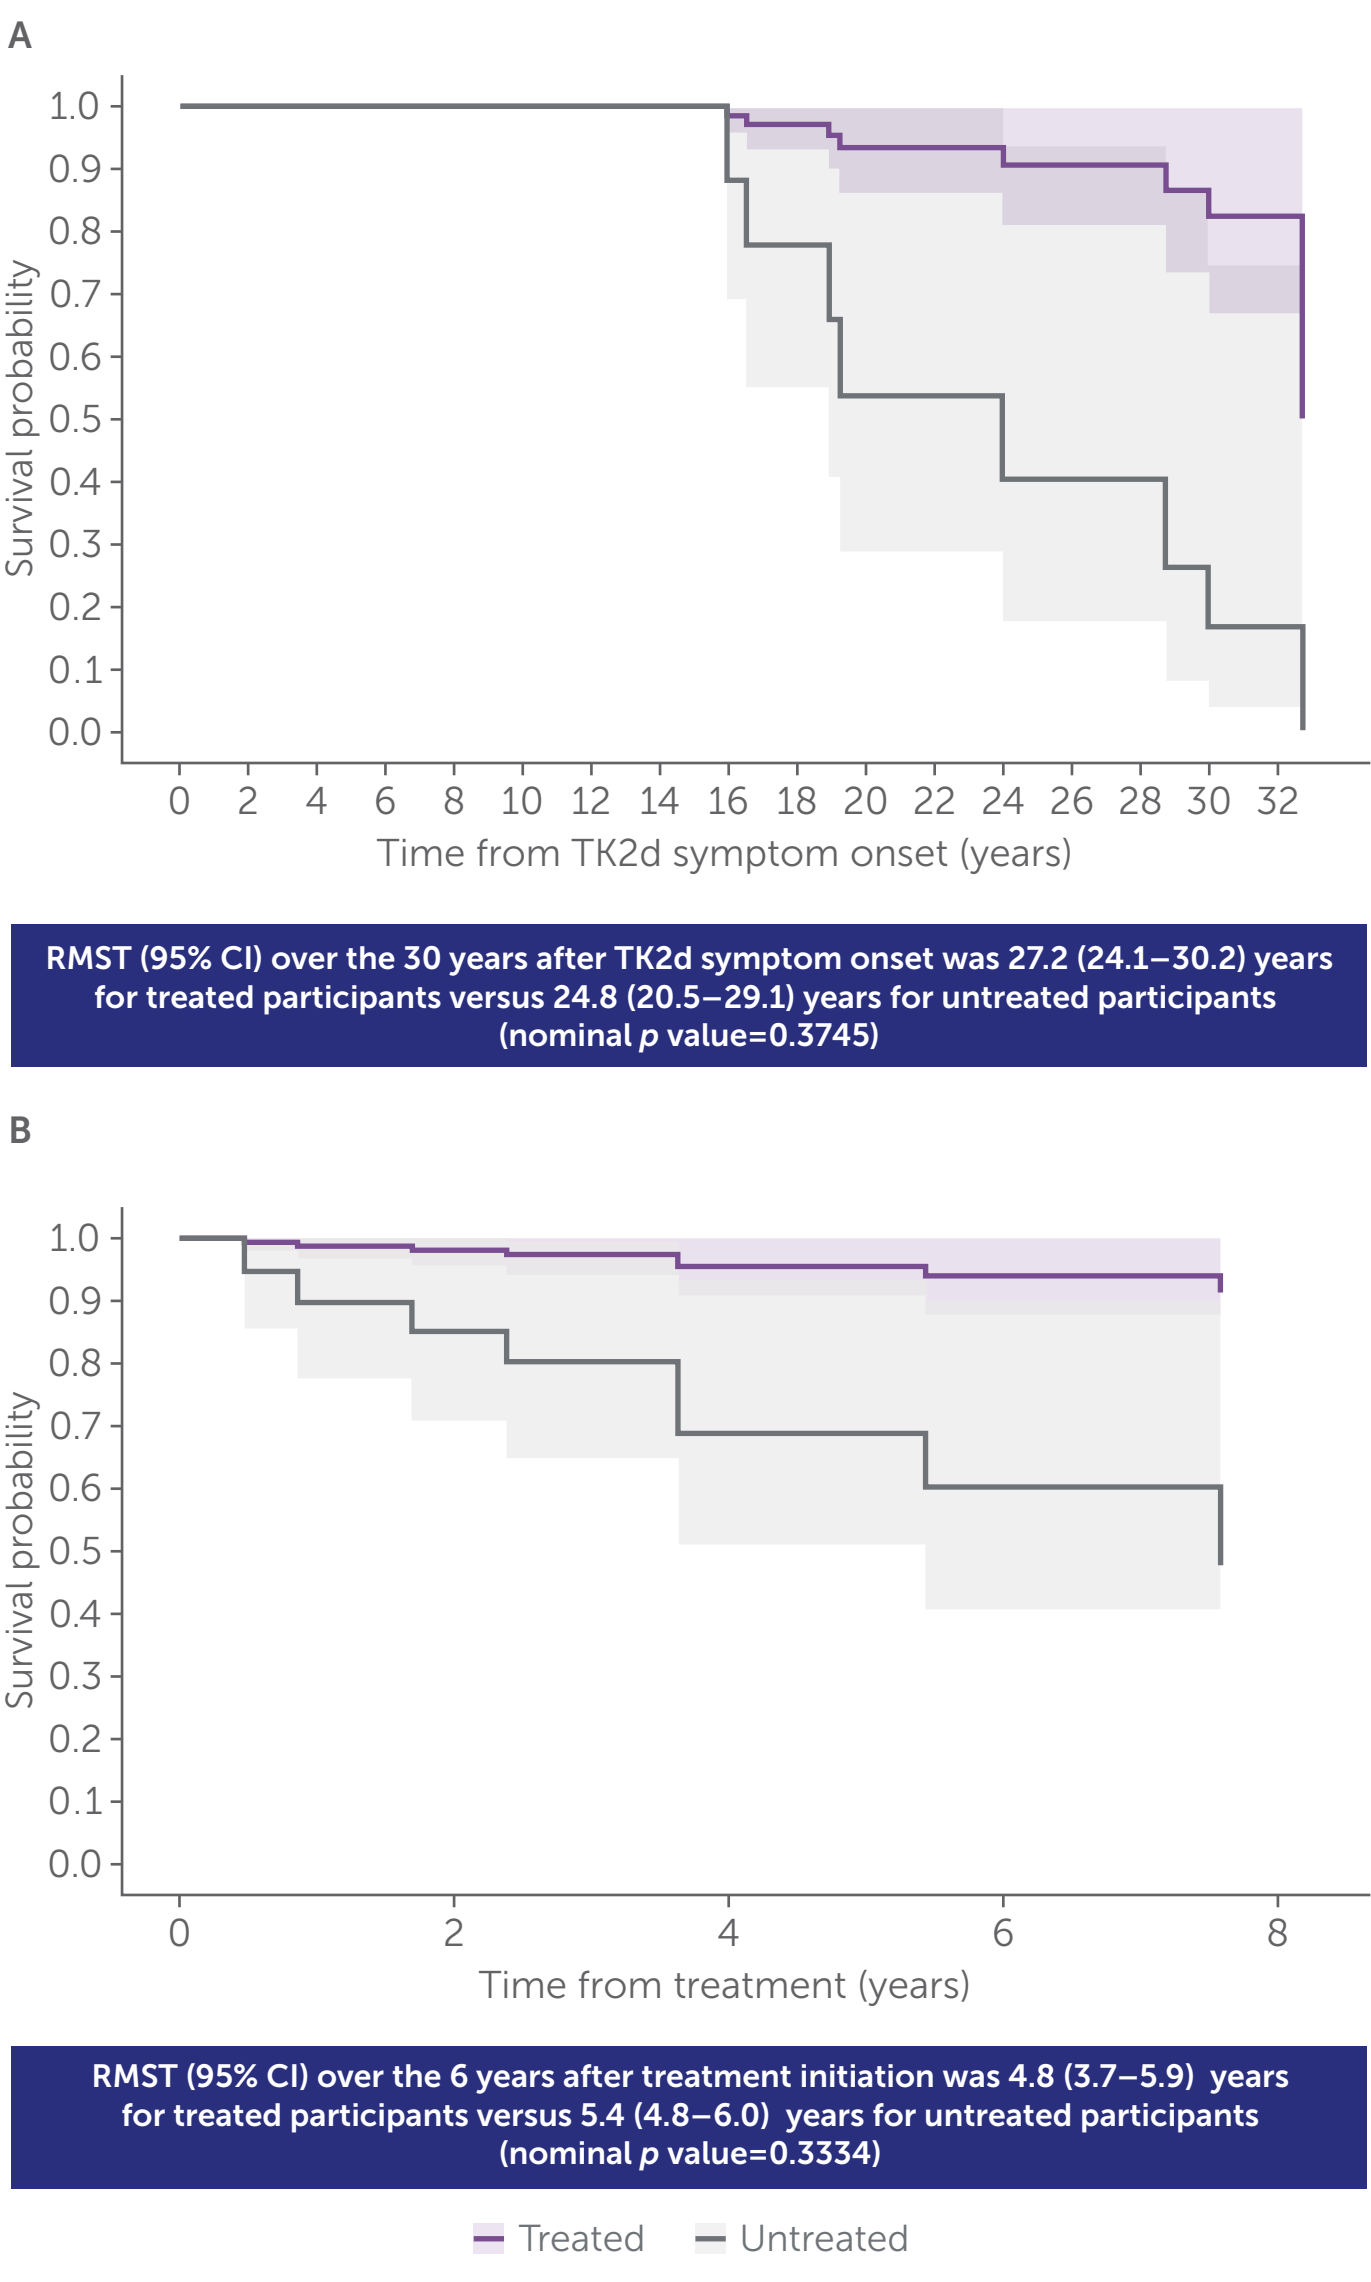 A
1.0
0.9
0.8
0.7
0.6
0.5
0.4
0.3
0.2
0.1
0.0
Survival probability
0 2 4 6 8 10 12 14 16 18 20 22 24 26 28 30 32
Time from TK2d symptom onset (years)
RMST (95% CI) over the 30 years after TK2d symptom onset was 27.2 (24.1–30.2) years
for treated participants versus 24.8 (20.5–29.1) years for untreated participants
(nominal p value=0.3745)
B
1.0
0.9
0.8
0.7
0.6
0.5
0.4
0.3
0.2
0.1
0.0
Survival probability
0 2 4 6 8
Time from treatment (years)
RMST (95% CI) over the 6 years after treatment initiation was 4.8 (3.7–5.9) years
for treated participants versus 5.4 (4.8–6.0) years for untreated participants
(nominal p value=0.3334)
Treated Untreated